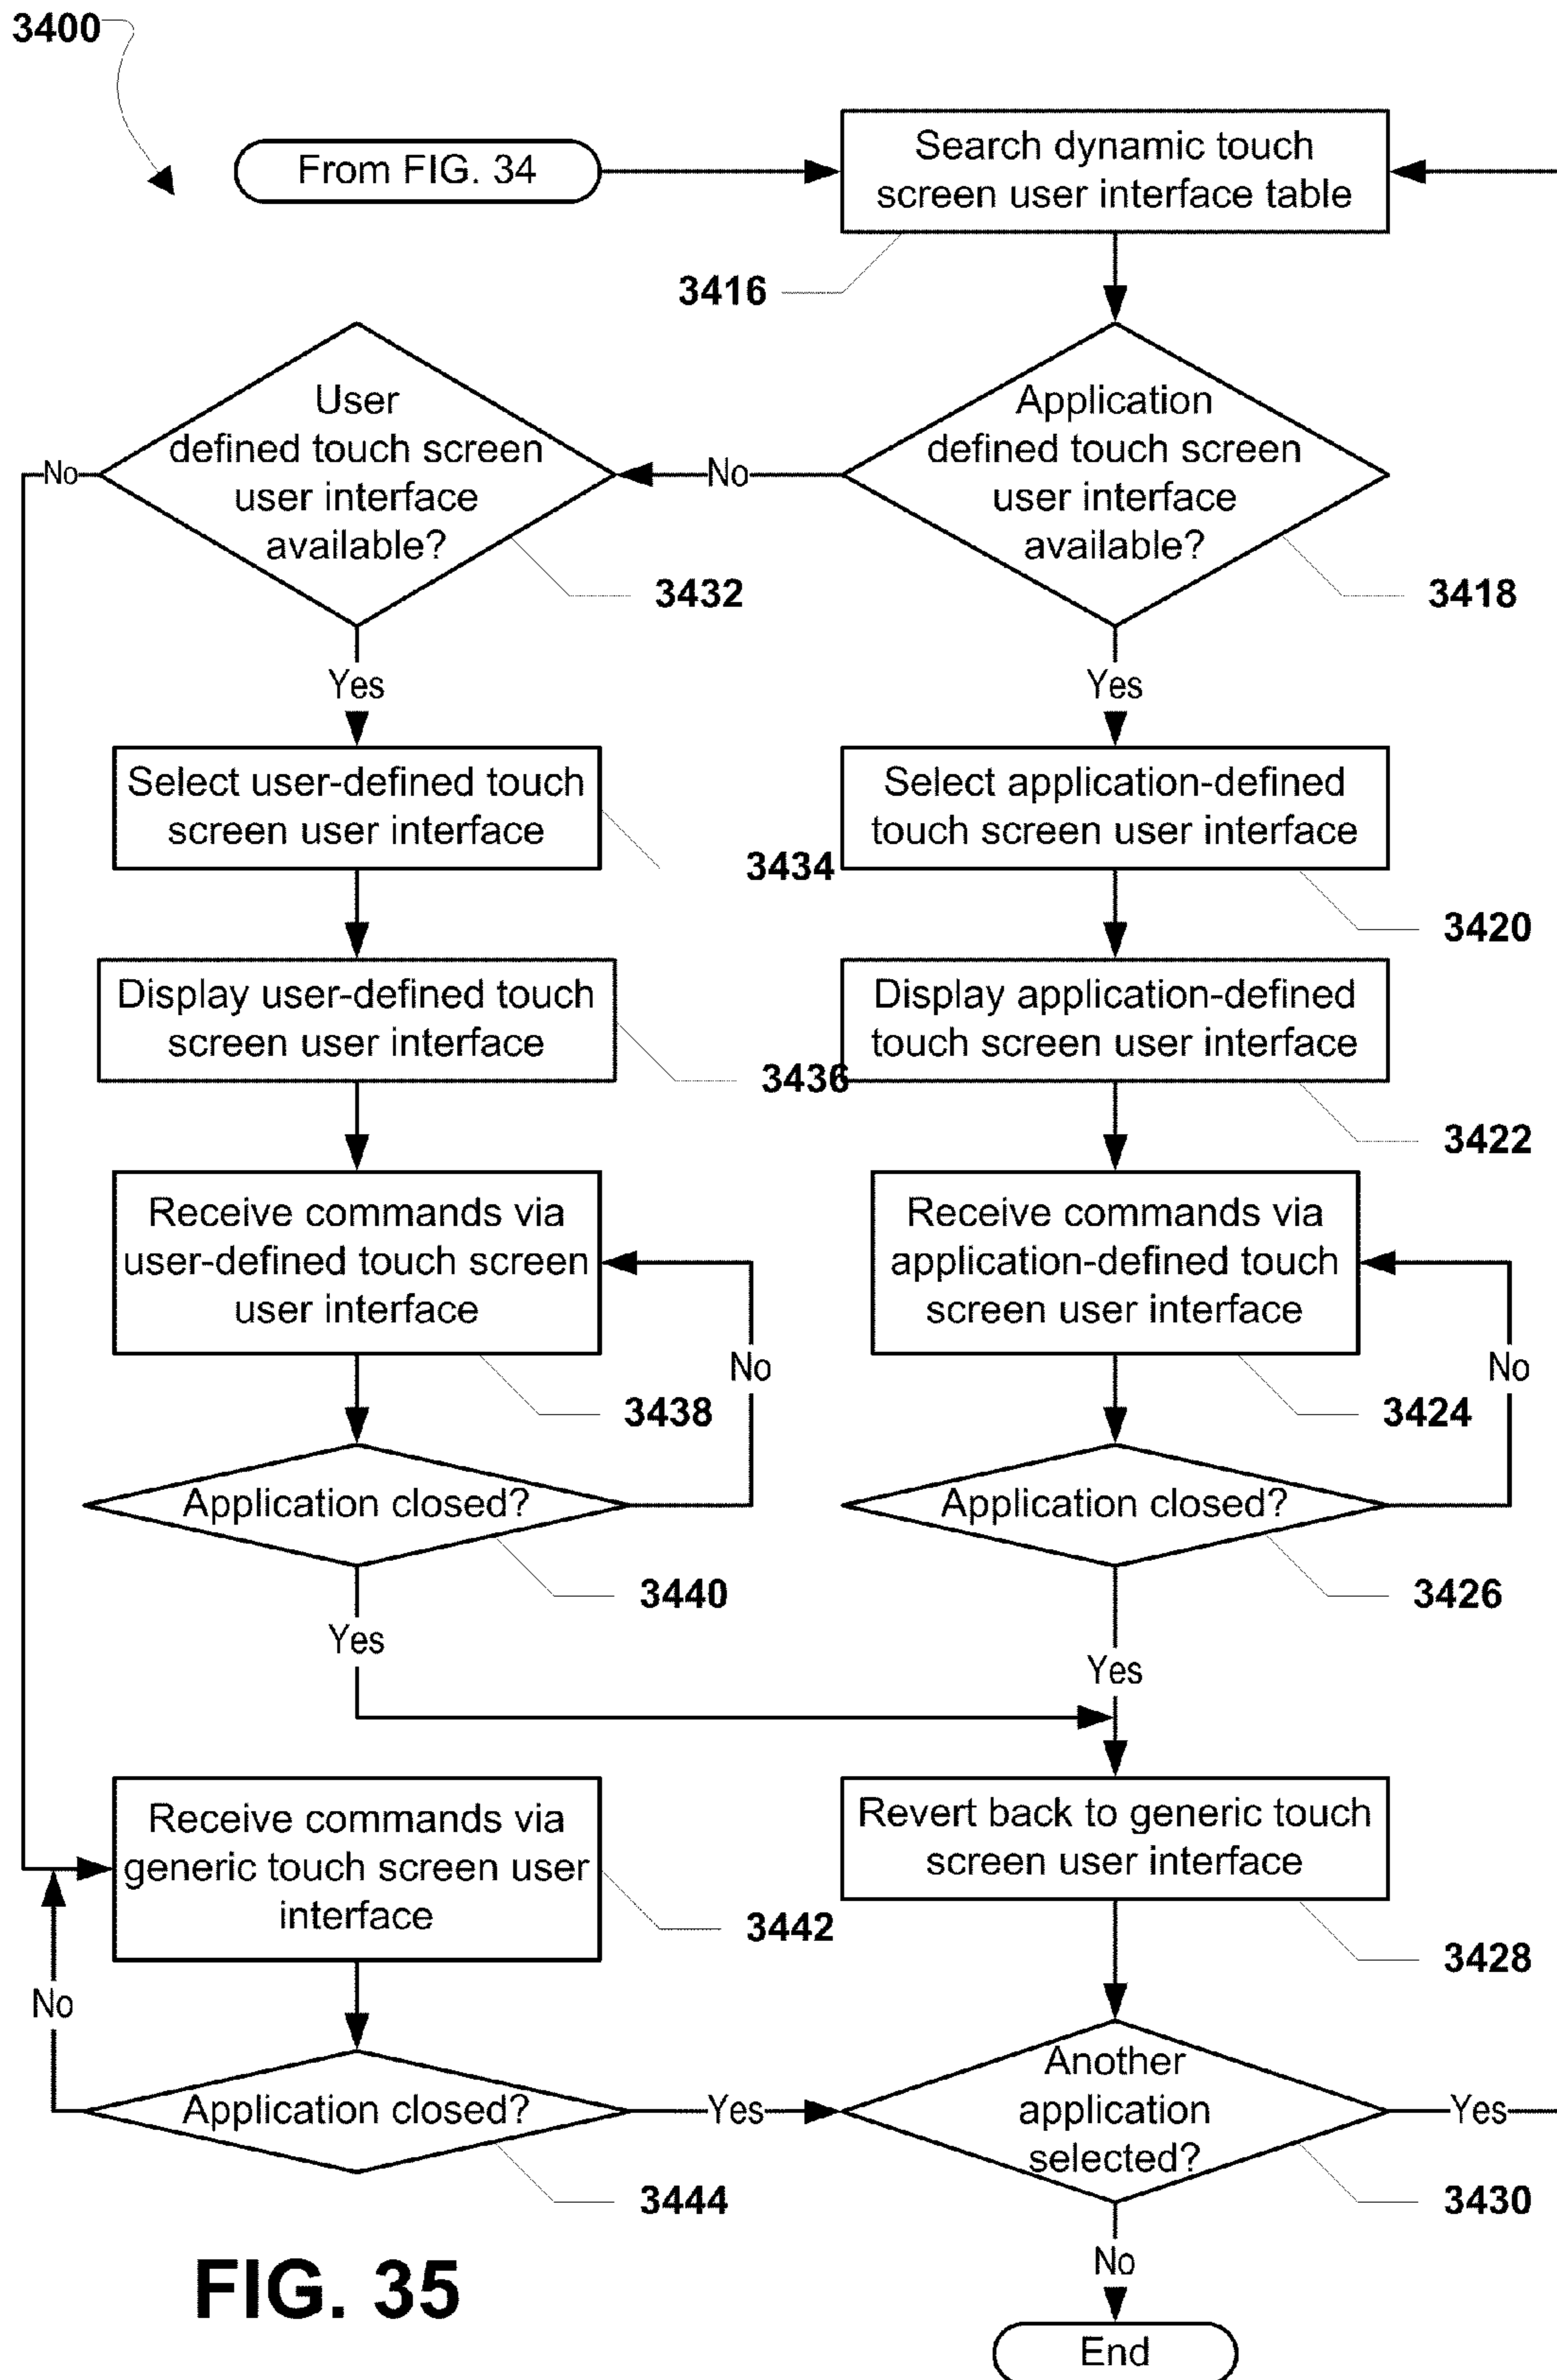 3400
From FIG. 34
Search dynamic touch
screen user interface table
3416
Application
defined touch screen
user interface
available?
3418
No
User
defined touch screen
user interface
available?
3432
No
Yes
Yes
Select user-defined touch
screen user interface
3434
Select application-defined
touch screen user interface
3420
Display user-defined touch
screen user interface
3436
Display application-defined
touch screen user interface
3422
Receive commands via
user-defined touch screen
user interface
3438
No
Receive commands via
application-defined touch
screen user interface
3424
No
Application closed?
3440
Yes
Application closed?
3426
Yes
Receive commands via
generic touch screen user
interface
3442
Revert back to generic touch
screen user interface
3428
No
Application closed?
3444
Yes
Another
application
selected?
3430
Yes
No
End
FIG. 35